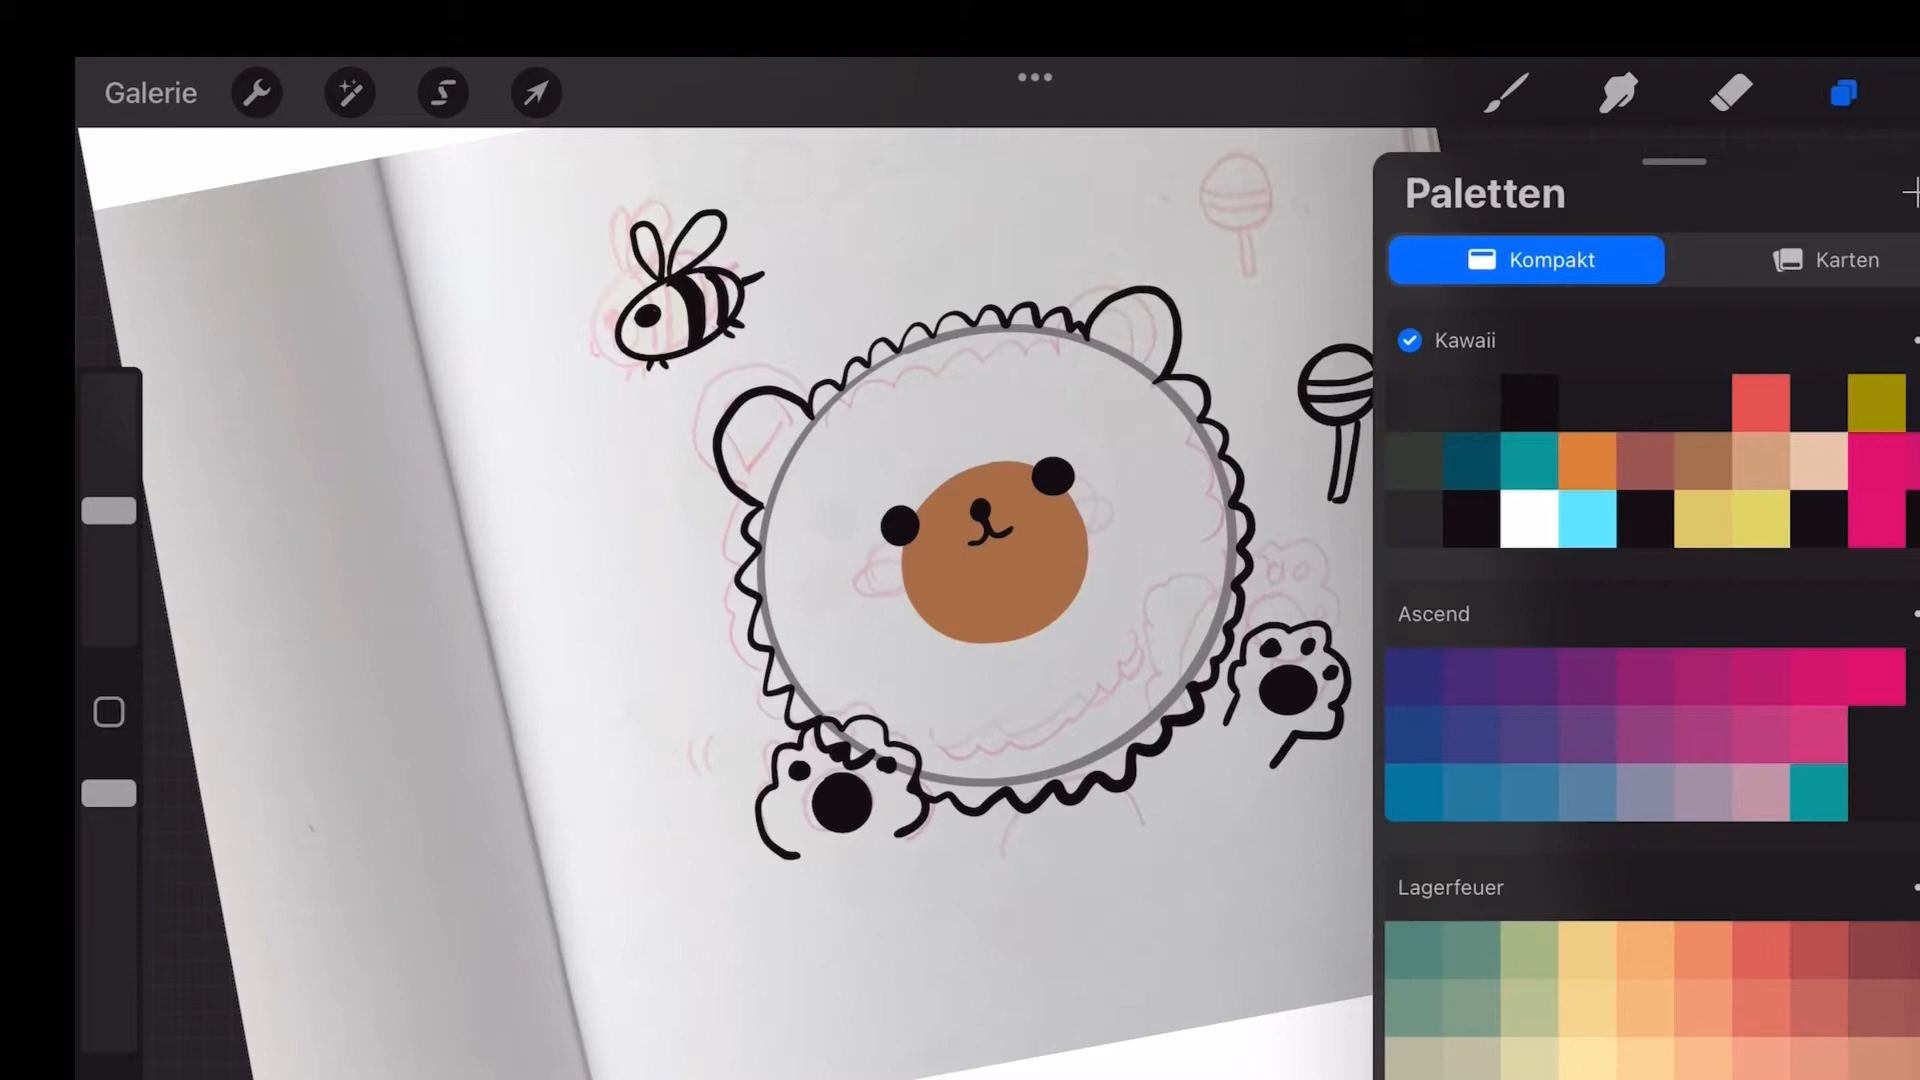 Galerie
Paletten
Kompakt
Karten
Kawaii
Ascend
Lagerfeuer